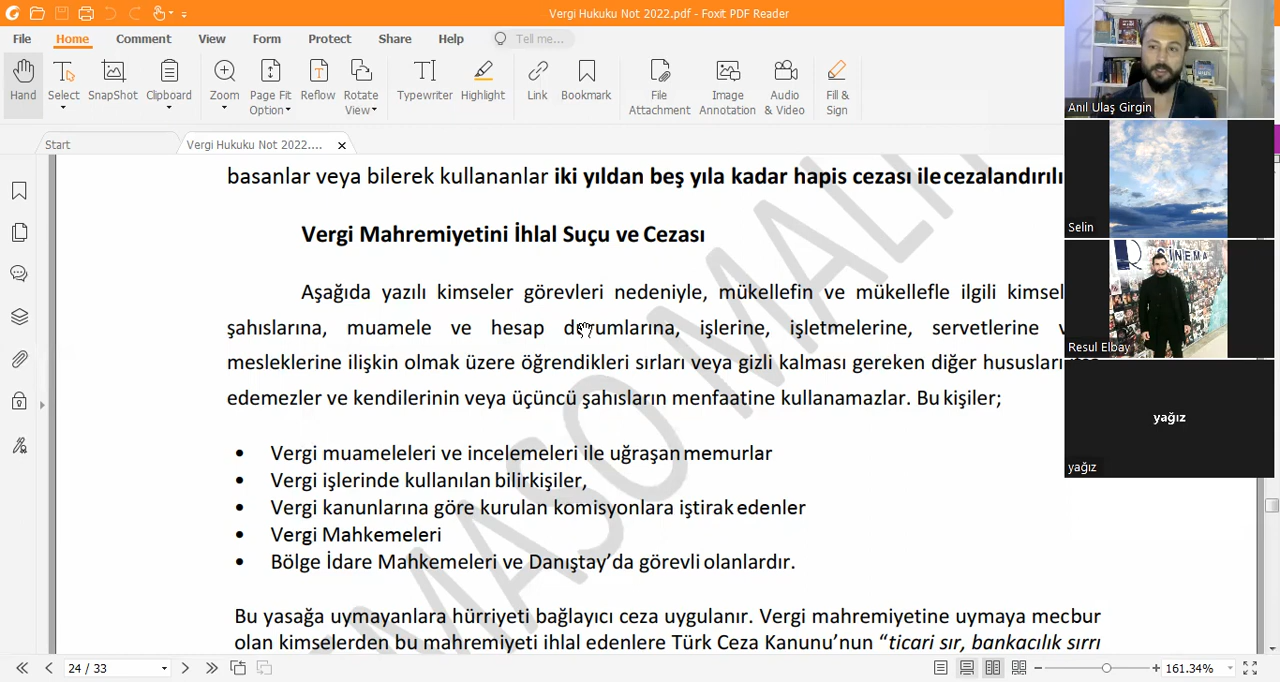 Vergi Hukuku Not 2022.pdf - Foxit PDF Reader
File Home Comment View Form Protect Share Help Tell me...
Hand Select SnapShot Clipboard Zoom Page Fit Option Reflow Rotate View Typewriter Highlight Link Bookmark File Attachment Image Annotation Audio & Video Fill & Sign
Start Vergi Hukuku Not 2022....
basanlar veya bilerek kullananlar iki yıldan beş yıla kadar hapis cezası ile cezalandırılı
Vergi Mahremiyetini İhlal Suçu ve Cezası
Aşağıda yazılı kimseler görevleri nedeniyle, mükellefin ve mükellefle ilgili kimsel
şahıslarına, muamele ve hesap durumlarına, işlerine, işletmelerine, servetlerine
mesleklerine ilişkin olmak üzere öğrendikleri sırları veya gizli kalması gereken diğer hususları
edemezler ve kendilerinin veya üçüncü şahısların menfaatine kullanamazlar. Bu kişiler;
• Vergi muameleleri ve incelemeleri ile uğraşan memurlar
• Vergi işlerinde kullanılan bilirkişiler,
• Vergi kanunlarına göre kurulan komisyonlara iştirak edenler
• Vergi Mahkemeleri
• Bölge İdare Mahkemeleri ve Danıştay’da görevli olanlardır.
Bu yasağa uymayanlara hürriyeti bağlayıcı ceza uygulanır. Vergi mahremiyetine uymaya mecbur
olan kimselerden bu mahremiyeti ihlal edenlere Türk Ceza Kanunu’nun “ticari sır, bankacılık sırrı
24 / 33
161.34%
Anıl Ulaş Girgin
Selin
SİNEMA
Resul Elbay
yağız
yağız